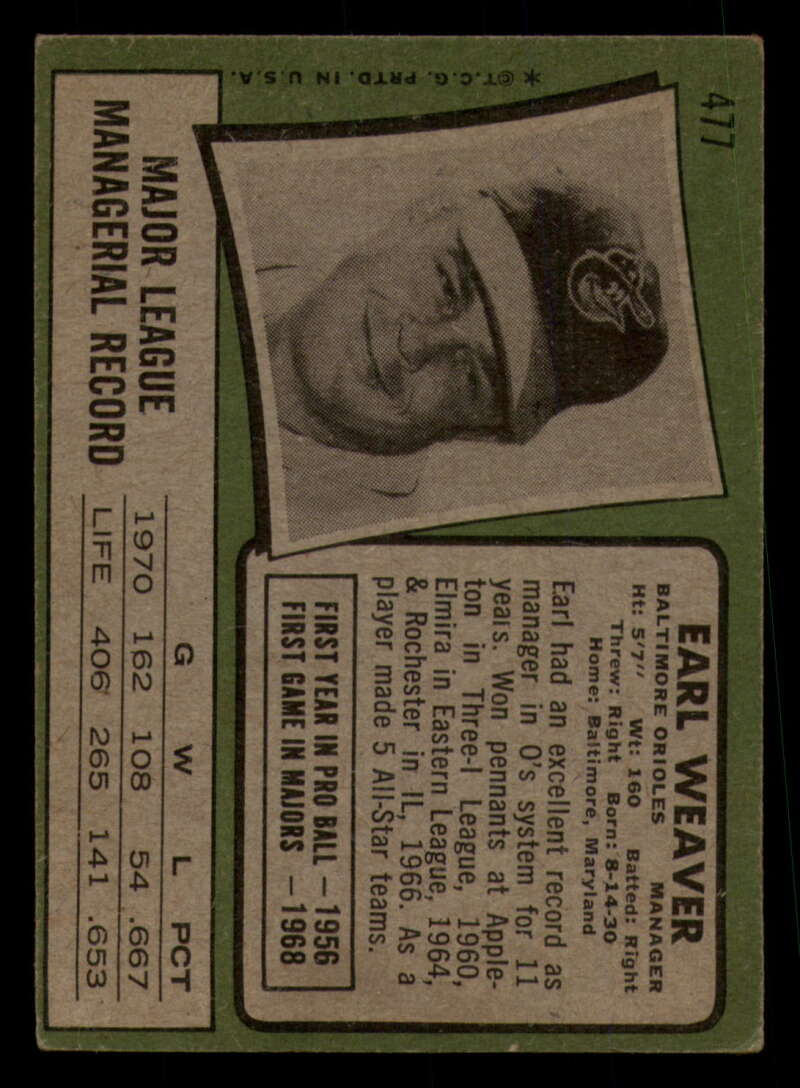 477
EARL WEAVER
BALTIMORE ORIOLES MANAGER
Ht: 5'7" Wt: 160 Batted: Right
Threw: Right Born: 8-14-30
Home: Baltimore, Maryland
Earl had an excellent record as
manager in O's system for 11
years. Won pennants at Apple-
ton in Three-I League, 1960,
Elmira in Eastern League, 1964,
& Rochester in IL, 1966. As a
player made 5 All-Star teams.
FIRST YEAR IN PRO BALL — 1956
FIRST GAME IN MAJORS — 1968
MAJOR LEAGUE
MANAGERIAL RECORD
G W L PCT
1970 162 108 54 .667
LIFE 406 265 141 .653
* ©T.C.G. PRTD. IN U.S.A.